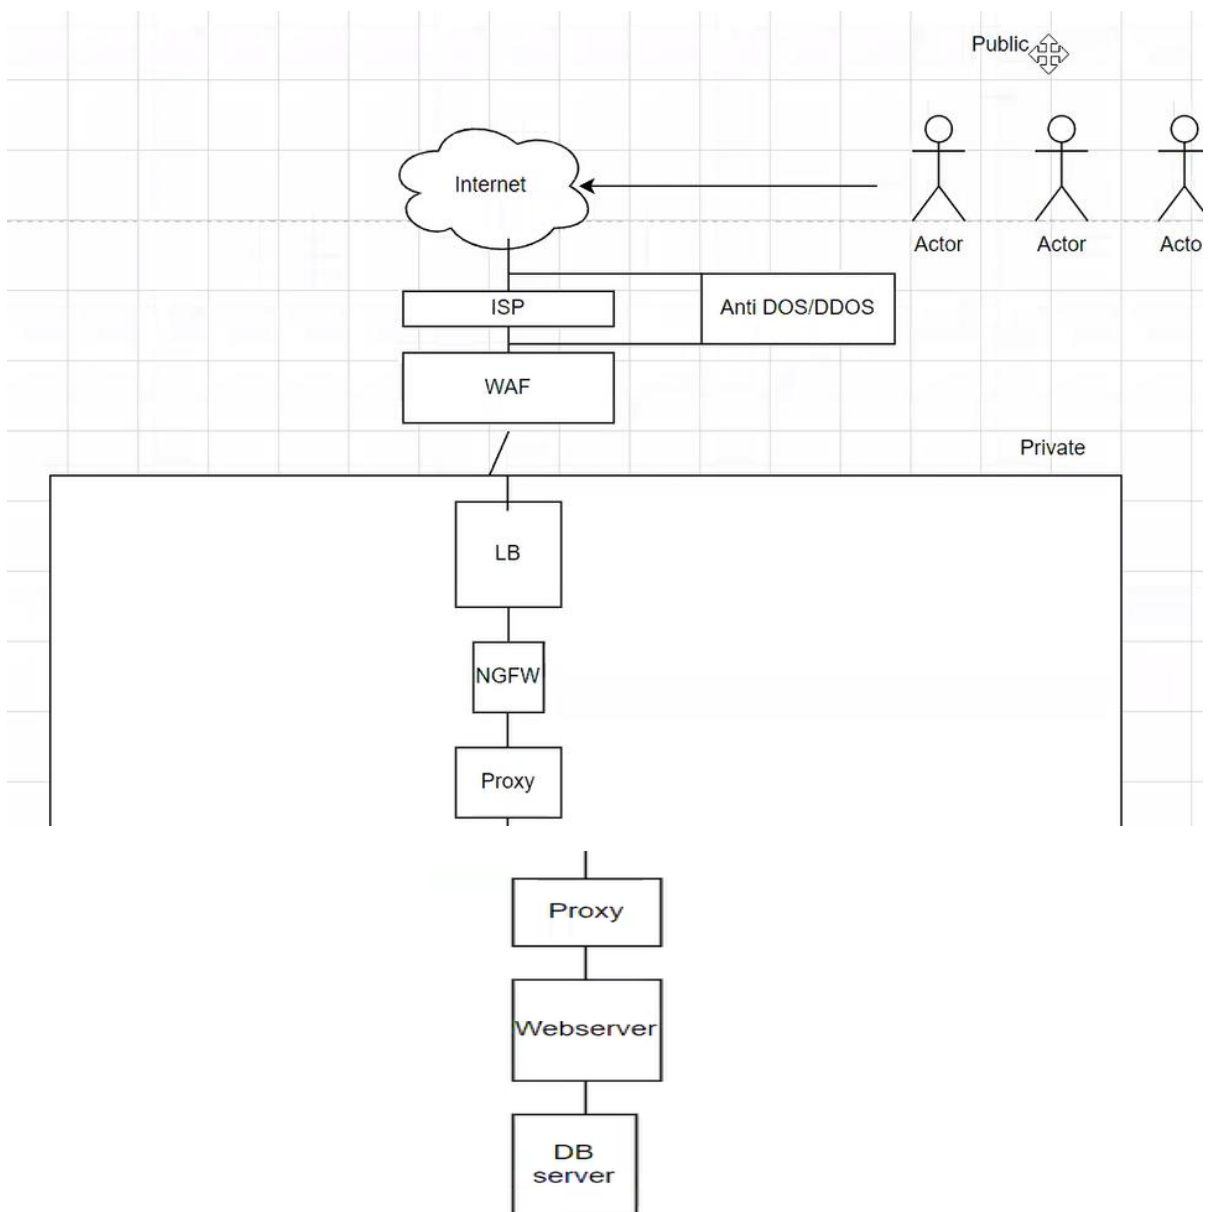 Public
Internet
Actor
Actor
Acto
ISP
Anti DOS/DDOS
WAF
Private
LB
NGFW
Proxy
Proxy
Webserver
DB
server